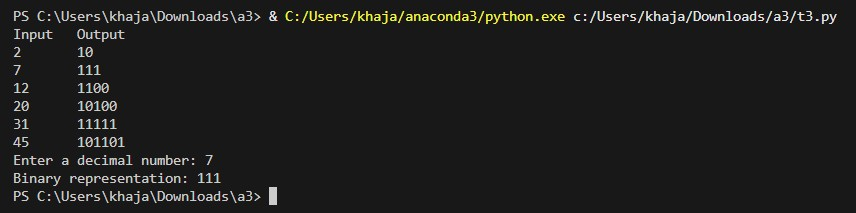 PS C:\Users\khaja\Downloads\a3> & C:/Users/khaja/anaconda3/python.exe c:/Users/khaja/Downloads/a3/t3.py
Input   Output
2       10
7       111
12      1100
20      10100
31      11111
45      101101
Enter a decimal number: 7
Binary representation: 111
PS C:\Users\khaja\Downloads\a3>